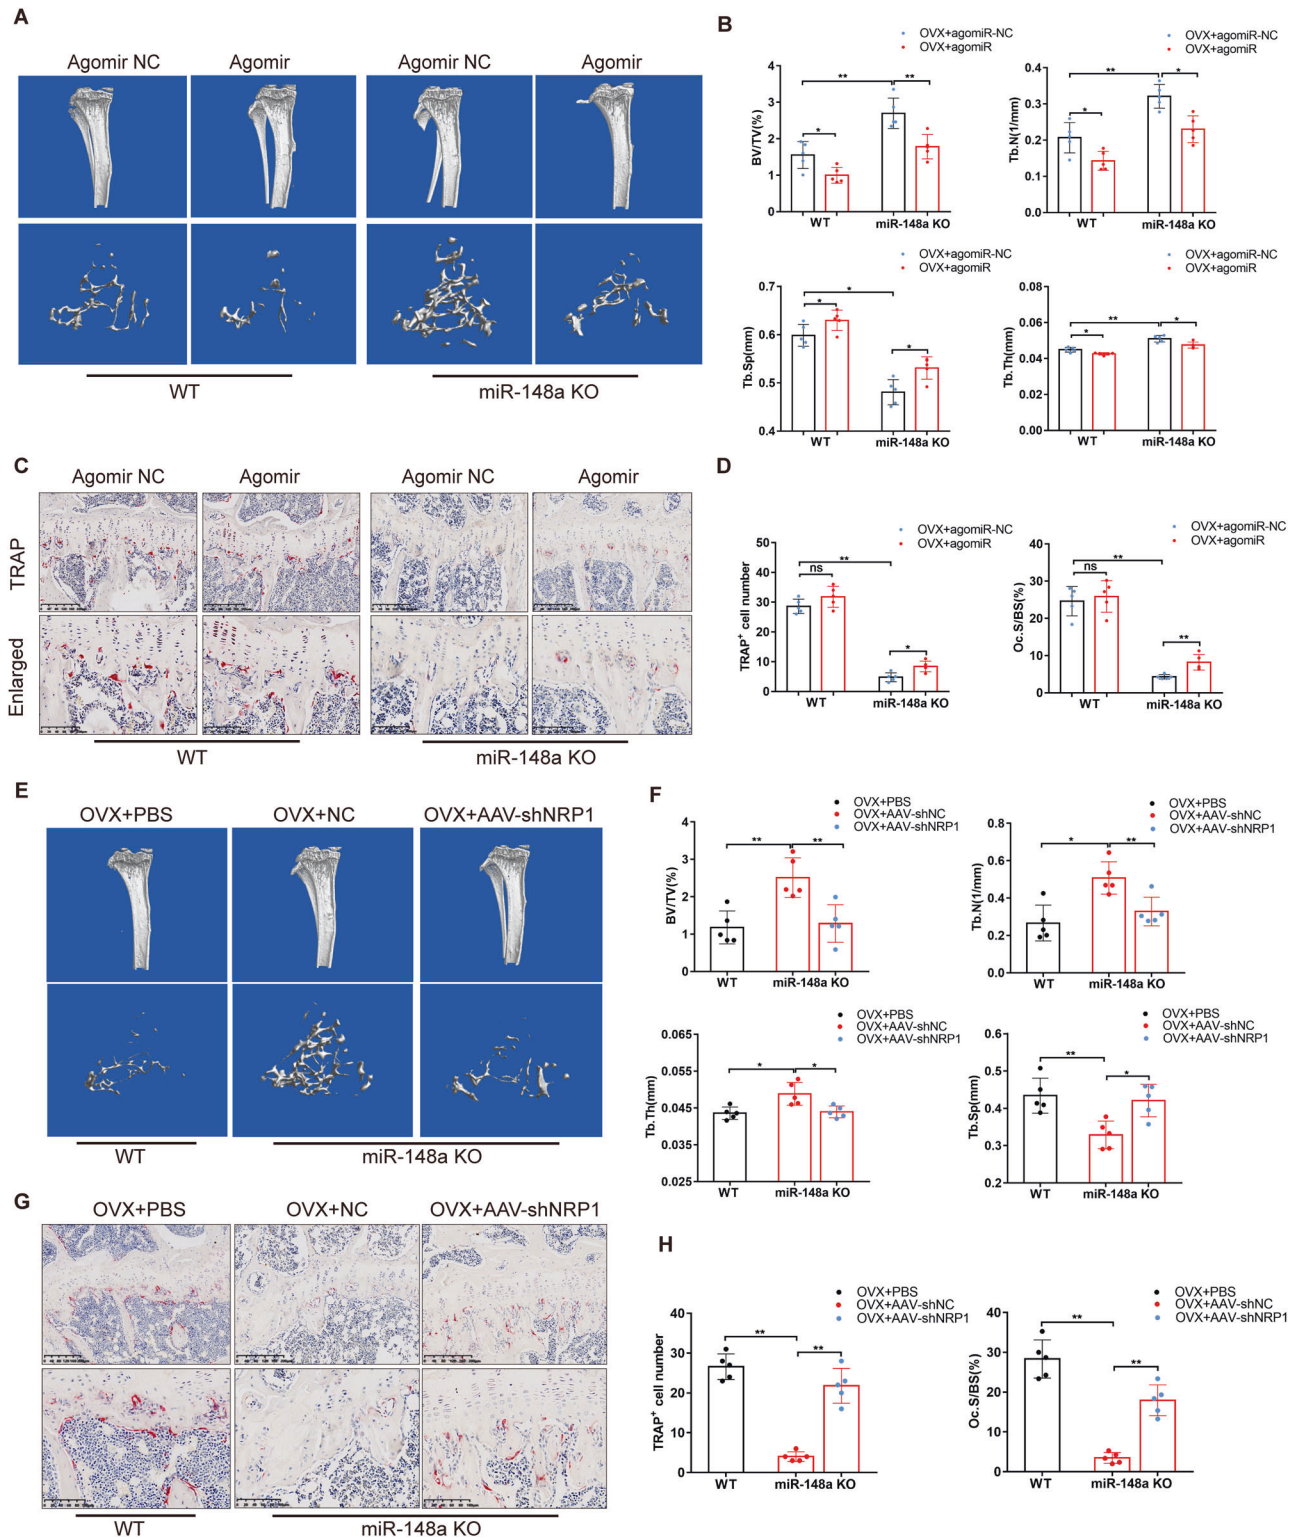 A
Agomir NC Agomir Agomir NC Agomir
WT miR-148a KO
B
OVX+agomiR-NC
OVX+agomiR
BV/TV(%)
4
3
2
1
0
** ** *
WT miR-148a KO
OVX+agomiR-NC
OVX+agomiR
Tb.N(1/mm)
0.4
0.3
0.2
0.1
0.0
** * *
WT miR-148a KO
OVX+agomiR-NC
OVX+agomiR
Tb.Sp(mm)
0.7
0.6
0.5
0.4
* * *
WT miR-148a KO
OVX+agomiR-NC
OVX+agomiR
Tb.Th(mm)
0.08
0.06
0.04
0.02
0.00
** * *
WT miR-148a KO
C
Agomir NC Agomir Agomir NC Agomir
TRAP
Enlarged
WT miR-148a KO
D
OVX+agomiR-NC
OVX+agomiR
TRAP+ cell number
50
40
30
20
10
0
** ns *
WT miR-148a KO
OVX+agomiR-NC
OVX+agomiR
Oc.S/BS(%)
40
30
20
10
0
** ns **
WT miR-148a KO
E
OVX+PBS OVX+NC OVX+AAV-shNRP1
WT miR-148a KO
F
OVX+PBS
OVX+AAV-shNC
OVX+AAV-shNRP1
BV/TV(%)
4
3
2
1
0
** **
WT miR-148a KO
OVX+PBS
OVX+AAV-shNC
OVX+AAV-shNRP1
Tb.N(1/mm)
0.8
0.6
0.4
0.2
0.0
* **
WT miR-148a KO
OVX+PBS
OVX+AAV-shNC
OVX+AAV-shNRP1
Tb.Th(mm)
0.065
0.055
0.045
0.035
0.025
* *
WT miR-148a KO
OVX+PBS
OVX+AAV-shNC
OVX+AAV-shNRP1
Tb.Sp(mm)
0.6
0.5
0.4
0.3
0.2
** *
WT miR-148a KO
G
OVX+PBS OVX+NC OVX+AAV-shNRP1
WT miR-148a KO
H
OVX+PBS
OVX+AAV-shNC
OVX+AAV-shNRP1
TRAP+ cell number
40
30
20
10
0
** **
WT miR-148a KO
OVX+PBS
OVX+AAV-shNC
OVX+AAV-shNRP1
Oc.S/BS(%)
40
30
20
10
0
** **
WT miR-148a KO